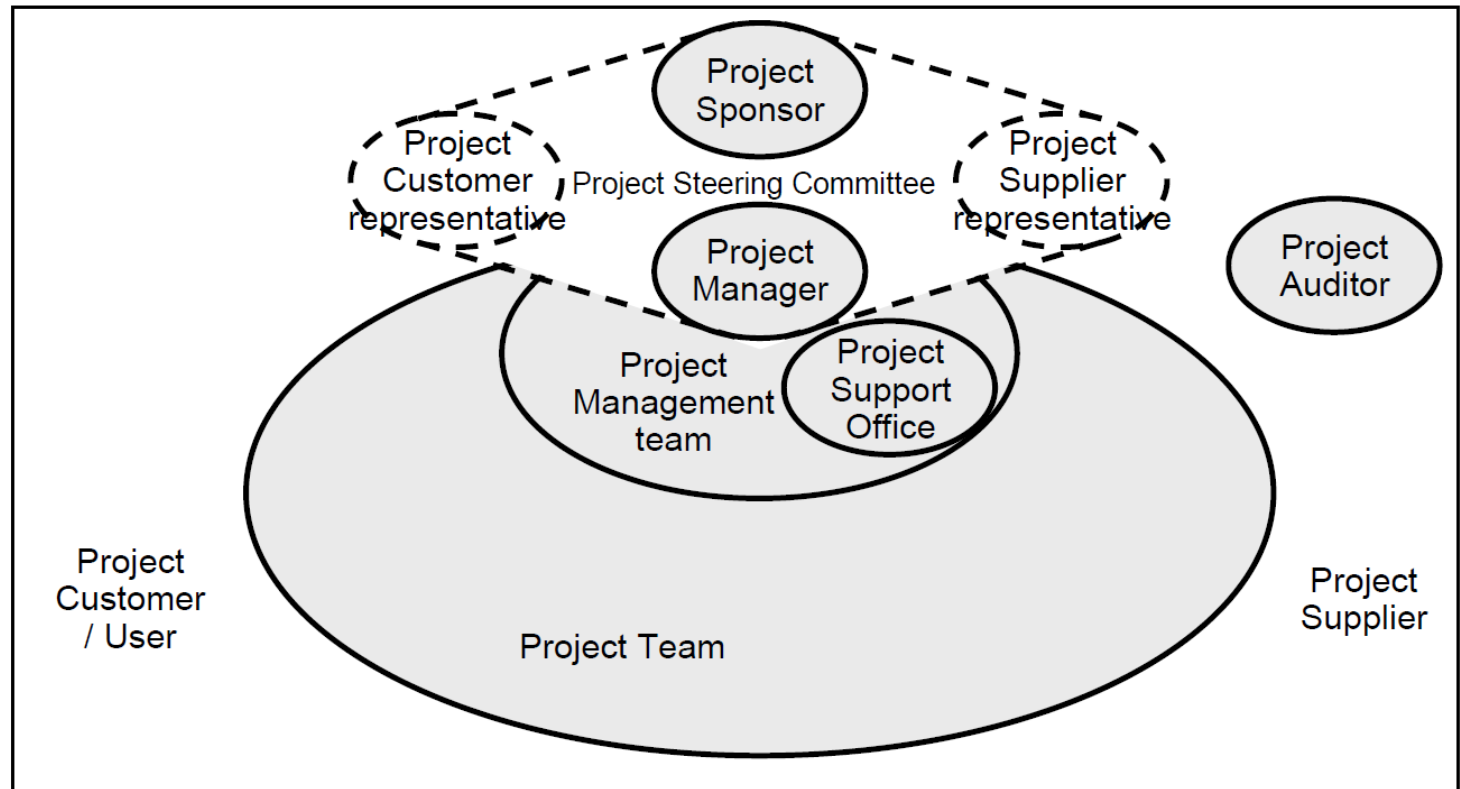 Project
Sponsor
Project
Customer
representative
Project Steering Committee
Project
Supplier
representative
Project
Manager
Project
Auditor
Project
Management
team
Project
Support
Office
Project
Customer
/ User
Project Team
Project
Supplier